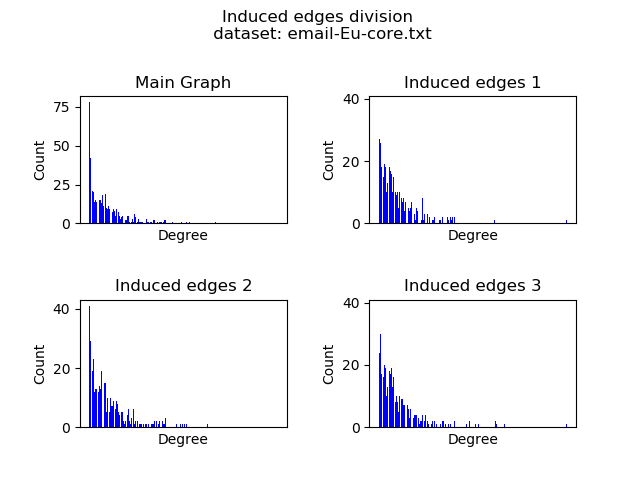 Induced edges division
dataset: email-Eu-core.txt
Main Graph
75
50
25
0
Count
Degree
Induced edges 1
40
20
0
Count
Degree
Induced edges 2
40
20
0
Count
Degree
Induced edges 3
40
20
0
Count
Degree